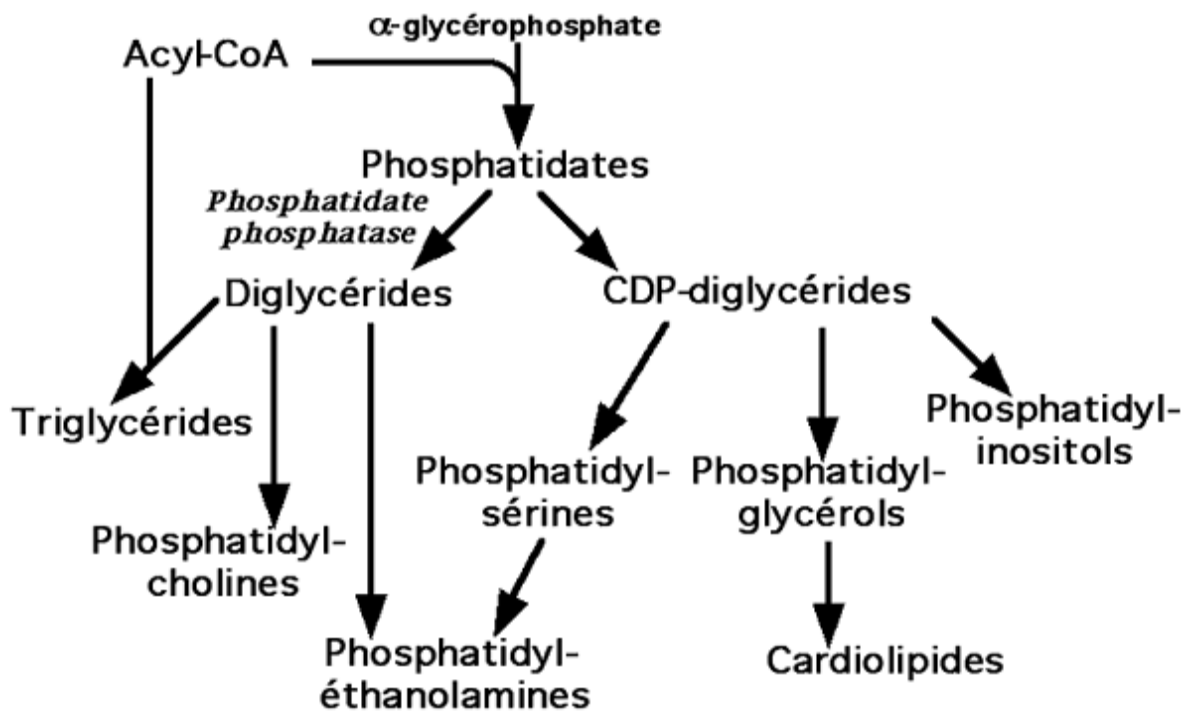 α-glycérophosphate
Acyl-CoA
Phosphatidates
Phosphatidate
phosphatase
Diglycérides
CDP-diglycérides
Triglycérides
Phosphatidyl-
inositols
Phosphatidyl-
sérines
Phosphatidyl-
glycérols
Phosphatidyl-
cholines
Phosphatidyl-
éthanolamines
Cardiolipides